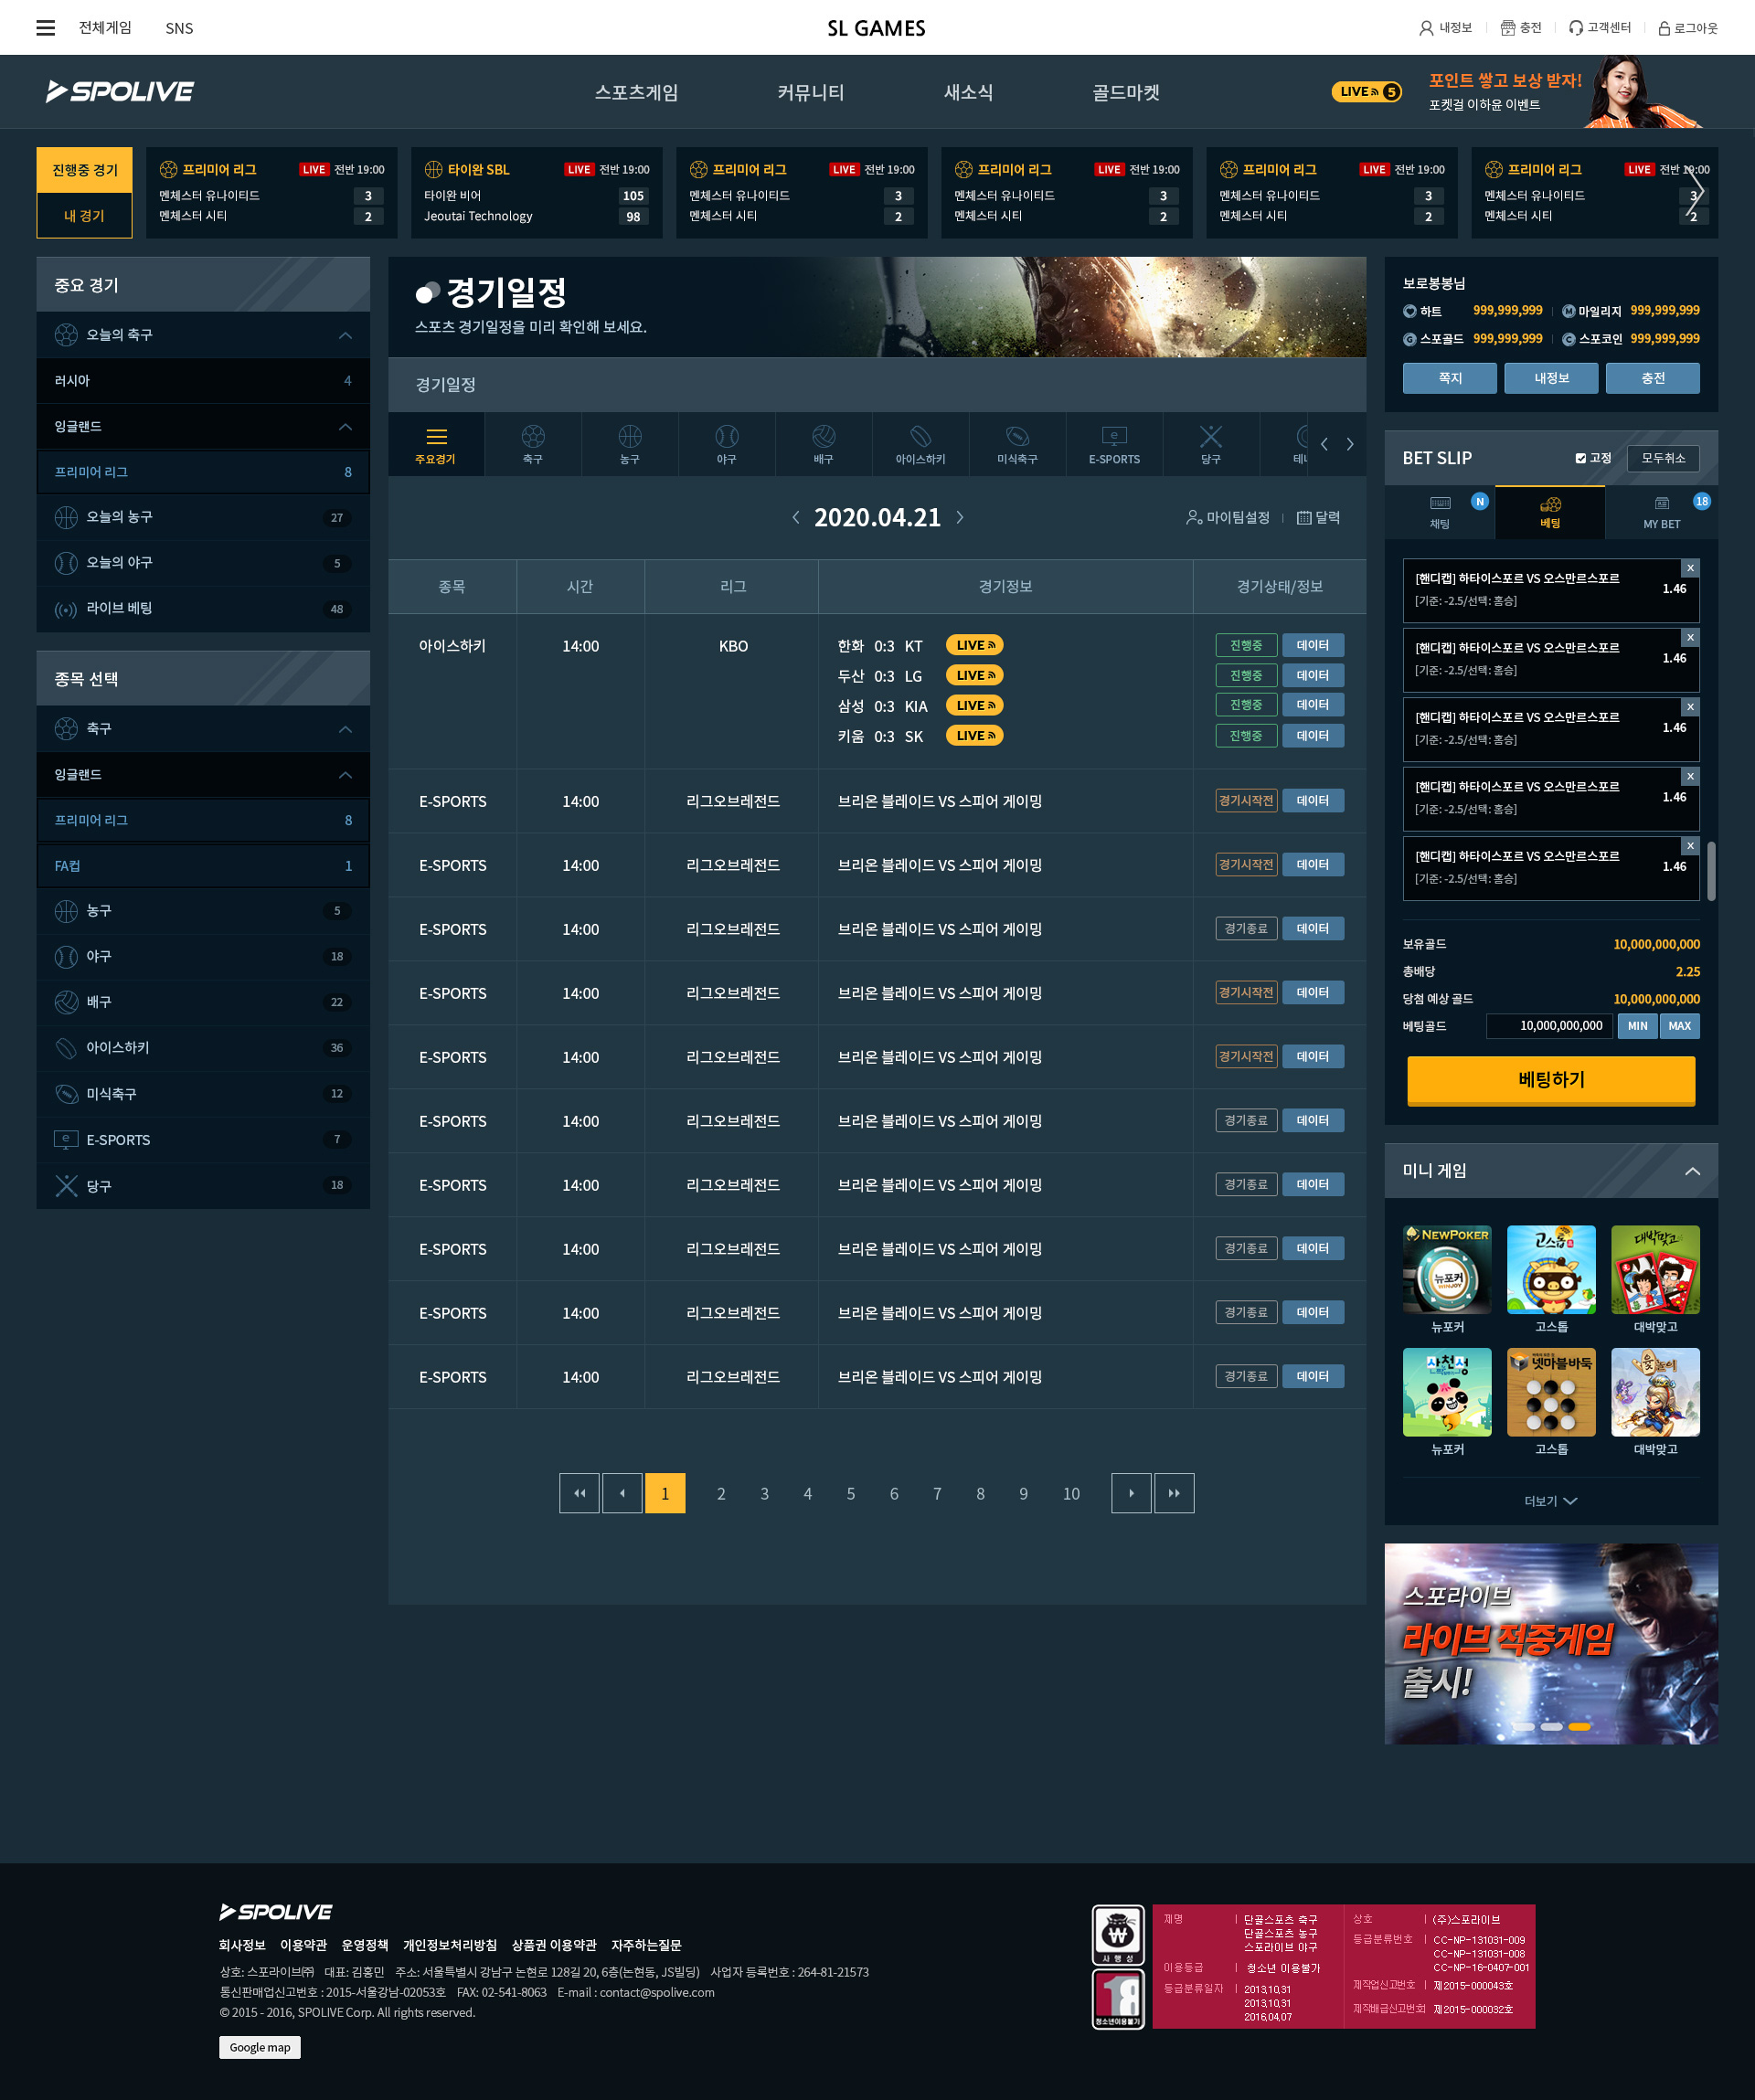 전체게임 SNS SL GAMES 내정보 충전 고객센터 로그아웃
SPOLIVE 스포츠게임 커뮤니티 새소식 골드마켓 LIVE 5 포인트 쌓고 보상 받자!
포켓걸 이하윤 이벤트
진행중 경기
내 경기
프리미어 리그 LIVE 전반 19:00
멘체스터 유나이티드 3
멘체스터 시티 2
타이완 SBL LIVE 전반 19:00
타이완 비어 105
Jeoutai Technology 98
프리미어 리그 LIVE 전반 19:00
멘체스터 유나이티드 3
멘체스터 시티 2
프리미어 리그 LIVE 전반 19:00
멘체스터 유나이티드 3
멘체스터 시티 2
프리미어 리그 LIVE 전반 19:00
멘체스터 유나이티드 3
멘체스터 시티 2
프리미어 리그 LIVE 전반 19:00
멘체스터 유나이티드 3
멘체스터 시티 2
중요 경기
오늘의 축구
러시아 4
잉글랜드
프리미어 리그 8
오늘의 농구 27
오늘의 야구 5
라이브 베팅 48
종목 선택
축구
잉글랜드
프리미어 리그 8
FA컵 1
농구 5
야구 18
배구 22
아이스하키 36
미식축구 12
E-SPORTS 7
당구 18
경기일정
스포츠 경기일정을 미리 확인해 보세요.
경기일정
주요경기 축구 농구 야구 배구 아이스하키 미식축구 E-SPORTS 당구
2020.04.21 마이팀설정 달력
종목 시간 리그 경기정보 경기상태/정보
아이스하키 14:00 KBO 한화 0:3 KT LIVE 진행중 데이터
두산 0:3 LG LIVE 진행중 데이터
삼성 0:3 KIA LIVE 진행중 데이터
키움 0:3 SK LIVE 진행중 데이터
E-SPORTS 14:00 리그오브레전드 브리온 블레이드 VS 스피어 게이밍 경기시작전 데이터
E-SPORTS 14:00 리그오브레전드 브리온 블레이드 VS 스피어 게이밍 경기시작전 데이터
E-SPORTS 14:00 리그오브레전드 브리온 블레이드 VS 스피어 게이밍 경기종료 데이터
E-SPORTS 14:00 리그오브레전드 브리온 블레이드 VS 스피어 게이밍 경기시작전 데이터
E-SPORTS 14:00 리그오브레전드 브리온 블레이드 VS 스피어 게이밍 경기시작전 데이터
E-SPORTS 14:00 리그오브레전드 브리온 블레이드 VS 스피어 게이밍 경기종료 데이터
E-SPORTS 14:00 리그오브레전드 브리온 블레이드 VS 스피어 게이밍 경기종료 데이터
E-SPORTS 14:00 리그오브레전드 브리온 블레이드 VS 스피어 게이밍 경기종료 데이터
E-SPORTS 14:00 리그오브레전드 브리온 블레이드 VS 스피어 게이밍 경기종료 데이터
E-SPORTS 14:00 리그오브레전드 브리온 블레이드 VS 스피어 게이밍 경기종료 데이터
1 2 3 4 5 6 7 8 9 10
보로봉봉님
하트 999,999,999 M 마일리지 999,999,999
G 스포골드 999,999,999 C 스포코인 999,999,999
쪽지 내정보 충전
BET SLIP 고정 모두취소
채팅 N 베팅 MY BET 18
[핸디캡] 하타이스포르 VS 오스만르스포르 x
1.46
[기준: -2.5/선택: 홈승]
[핸디캡] 하타이스포르 VS 오스만르스포르 x
1.46
[기준: -2.5/선택: 홈승]
[핸디캡] 하타이스포르 VS 오스만르스포르 x
1.46
[기준: -2.5/선택: 홈승]
[핸디캡] 하타이스포르 VS 오스만르스포르 x
1.46
[기준: -2.5/선택: 홈승]
[핸디캡] 하타이스포르 VS 오스만르스포르 x
1.46
[기준: -2.5/선택: 홈승]
보유골드 10,000,000,000
총배당 2.25
당첨 예상 골드 10,000,000,000
베팅골드 10,000,000,000 MIN MAX
베팅하기
미니 게임
NEWPOKER 고스톱 대박맞고
뉴포커
뉴포커 고스톱 대박맞고
사천성 넷마블바둑 윷놀이
뉴포커 고스톱 대박맞고
더보기
스포라이브
라이브 적중게임
출시!
SPOLIVE
회사정보 이용약관 운영정책 개인정보처리방침 상품권 이용약관 자주하는질문
상호: 스포라이브㈜ 대표: 김홍민 주소: 서울특별시 강남구 논현로 128길 20, 6층(논현동, JS빌딩) 사업자 등록번호 : 264-81-21573
통신판매업신고번호 : 2015-서울강남-02053호 FAX: 02-541-8063 E-mail : contact@spolive.com
© 2015 - 2016, SPOLIVE Corp. All rights reserved.
Google map
사행성
18
청소년이용불가
제명 단골스포츠 축구
단골스포츠 농구
스포라이브 야구
이용등급 청소년 이용불가
등급분류일자 2013,10,31
2013,10,31
2016,04,07
상호 (주)스포라이브
등급분류번호 CC-NP-131031-009
CC-NP-131031-008
CC-NP-16-0407-001
제작업신고번호 제2015-000043호
제작배급신고번호 제2015-000032호